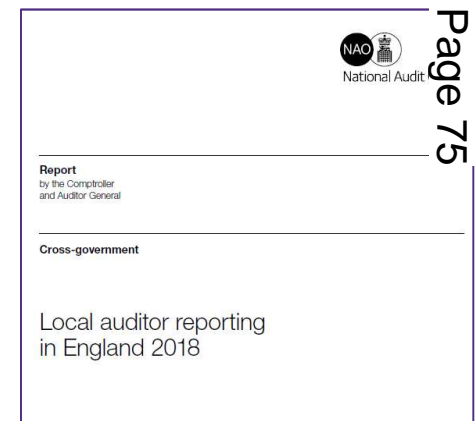 Page 75
NAO
National Audit
Report
by the Comptroller
and Auditor General
Cross-government
Local auditor reporting
in England 2018